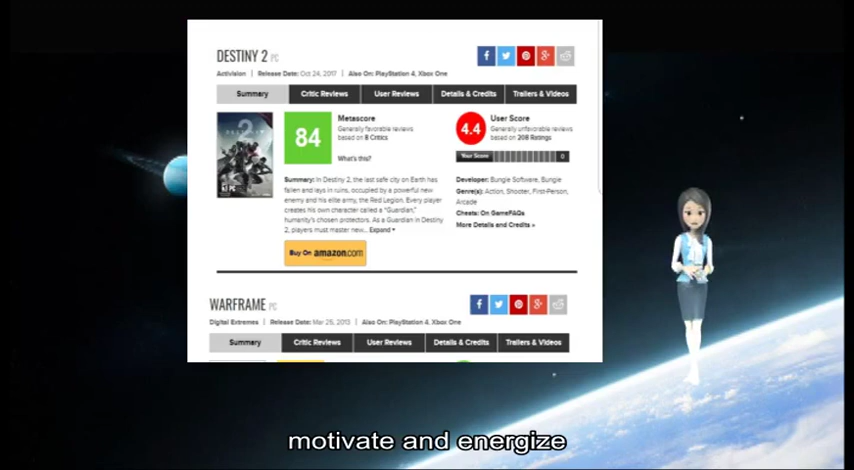 DESTINY 2 PC
Activision | Release Date: Oct 24, 2017 | Also On: PlayStation 4, Xbox One
Summary Critic Reviews User Reviews Details & Credits Trailers & Videos
84
Metascore
Generally favorable reviews
based on 8 Critics
What's this?
4.4
User Score
Generally unfavorable reviews
based on 208 Ratings
Your Score 0
Summary: In Destiny 2, the last safe city on Earth has
fallen and lays in ruins, occupied by a powerful new
enemy and his elite army, the Red Legion. Every player
creates his own character called a "Guardian,"
humanity's chosen protectors. As a Guardian in Destiny
2, players must master new... Expand
Developer: Bungie Software, Bungie
Genre(s): Action, Shooter, First-Person,
Arcade
Cheats: On GameFAQs
More Details and Credits »
Buy On amazon.com
WARFRAME PC
Digital Extremes | Release Date: Mar 25, 2013 | Also On: PlayStation 4, Xbox One
Summary Critic Reviews User Reviews Details & Credits Trailers & Videos
motivate and energize